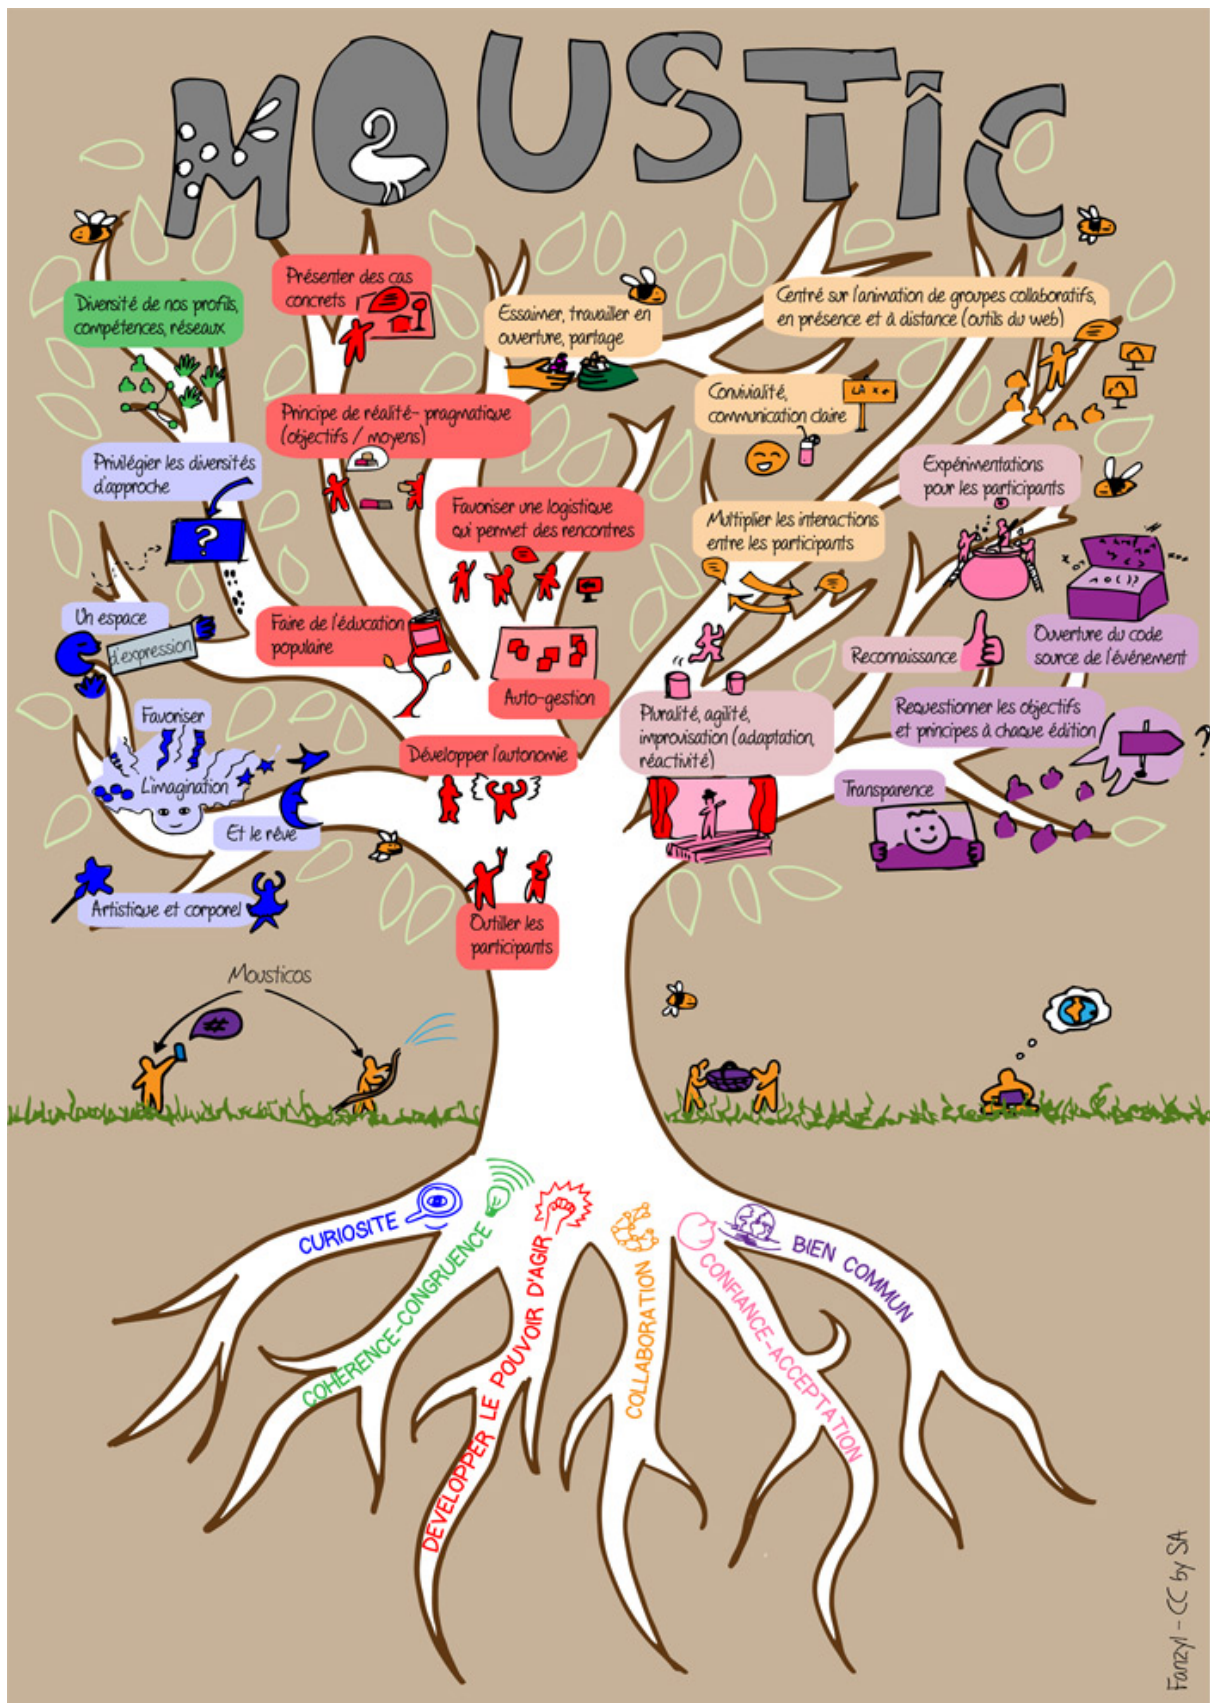 MOUSTIC
Diversité de nos profils,
compétences, réseaux
Présenter des cas
concrets
Essaimer, travailler en
ouverture, partage
Centré sur l'animation de groupes collaboratifs,
en présence et à distance (outils du web)
Principe de réalité- pragmatique
(objectifs / moyens)
Convivialité,
communication claire
Privilégier les diversités
d'approche
?
Favoriser une logistique
qui permet des rencontres
Multiplier les interactions
entre les participants
Expérimentations
pour les participants
Un espace
d'expression
Faire de l'éducation
populaire
Auto-gestion
Reconnaissance
Ouverture du code
source de l'événement
Favoriser
L'imagination
Et le rêve
Développer l'autonomie
Pluralité, agilité,
improvisation (adaptation,
réactivité)
Requestionner les objectifs
et principes à chaque édition
?
Transparence
Artistique et corporel
Outiller les
participants
Mousticos
#
CURIOSITE
COHERENCE-CONGRUENCE
DEVELOPPER LE POUVOIR D'AGIR
COLLABORATION
CONFIANCE-ACCEPTATION
BIEN COMMUN
Fanzyl - CC by SA